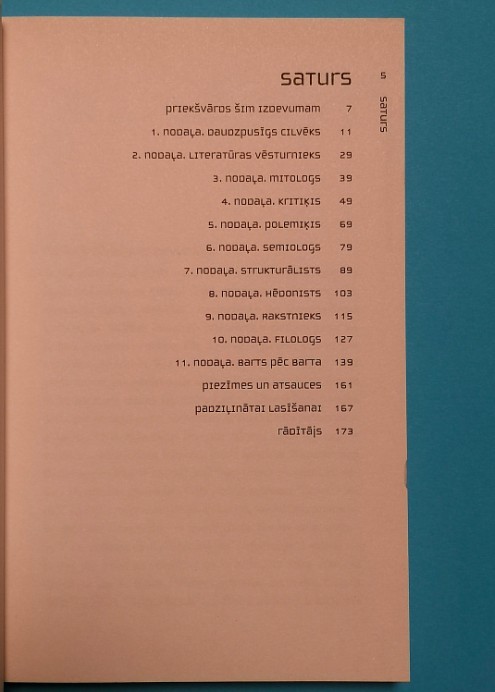 saturs
5
saturs
priekšvārds šim izdevumam 7
1. nodaļa. daudzpusīgs cilvēks 11
2. nodaļa. literatūras vēsturnieks 29
3. nodaļa. mitologs 39
4. nodaļa. kritiķis 49
5. nodaļa. polemiķis 69
6. nodaļa. semiologs 79
7. nodaļa. strukturālists 89
8. nodaļa. hēdonists 103
9. nodaļa. rakstnieks 115
10. nodaļa. filologs 127
11. nodaļa. barts pēc barta 139
piezīmes un atsauces 161
padziļinātai lasīšanai 167
rādītājs 173